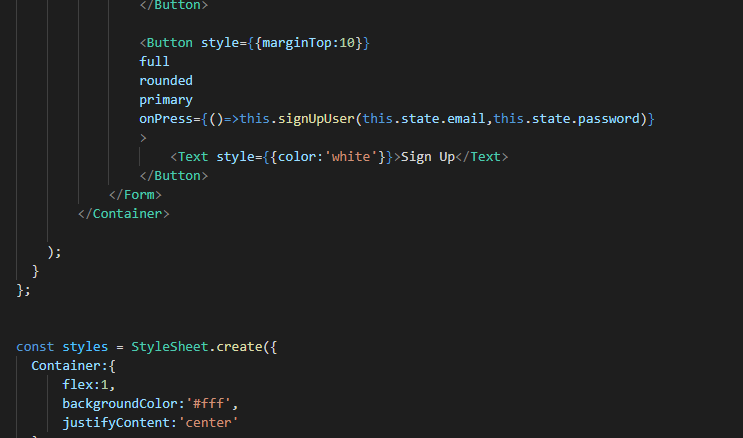 </Button>
<Button style={{marginTop:10}}
full
rounded
primary
onPress={()=>this.signUpUser(this.state.email,this.state.password)}
>
<Text style={{color:'white'}}>Sign Up</Text>
</Button>
</Form>
</Container>
);
}
};
const styles = StyleSheet.create({
Container:{
flex:1,
backgroundColor:'#fff',
justifyContent:'center'